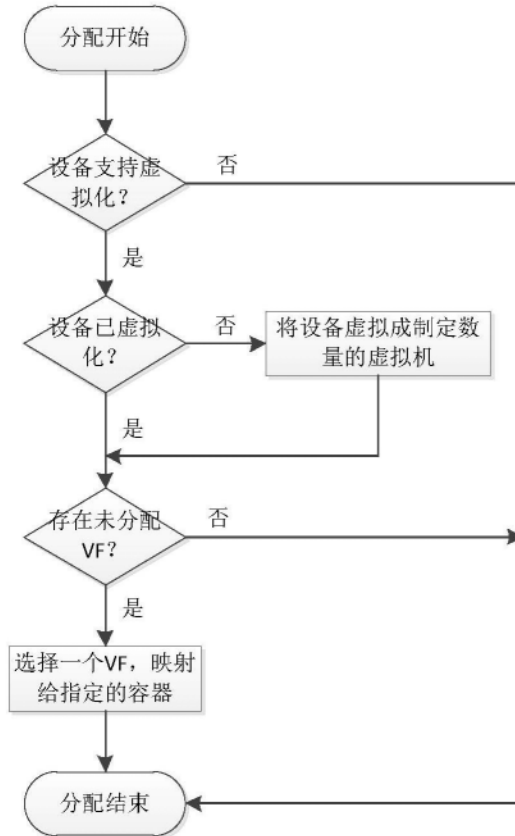 分配开始
设备支持虚
拟化？
否
是
设备已虚拟
化？
否
将设备虚拟成制定数
量的虚拟机
是
存在未分配
VF？
否
是
选择一个VF，映射
给指定的容器
分配结束